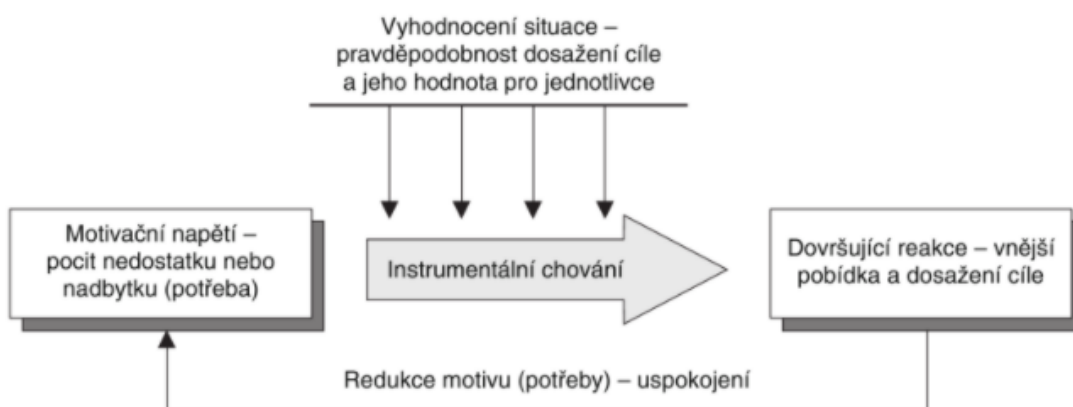 Vyhodnocení situace –
pravděpodobnost dosažení cíle
a jeho hodnota pro jednotlivce
Motivační napětí –
pocit nedostatku nebo
nadbytku (potřeba)
Instrumentální chování
Dovršující reakce – vnější
pobídka a dosažení cíle
Redukce motivu (potřeby) – uspokojení